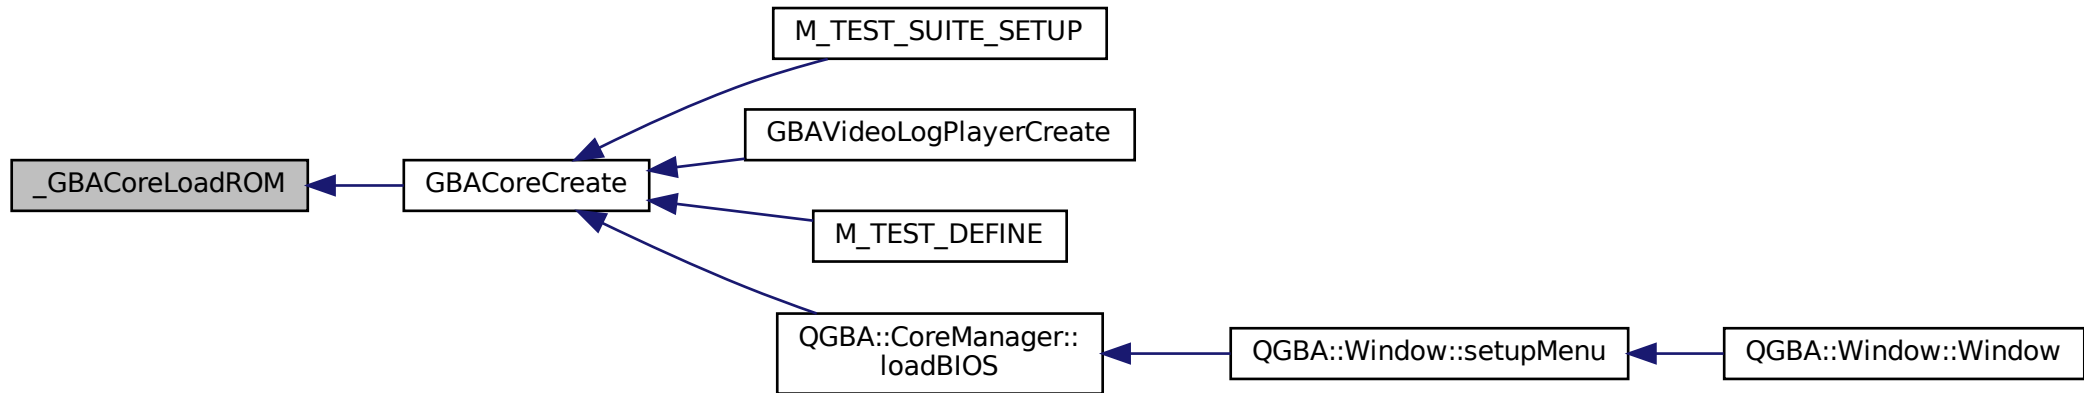 M_TEST_SUITE_SETUP
GBAVideoLogPlayerCreate
_GBACoreLoadROM
GBACoreCreate
M_TEST_DEFINE
QGBA::CoreManager::
loadBIOS
QGBA::Window::setupMenu
QGBA::Window::Window